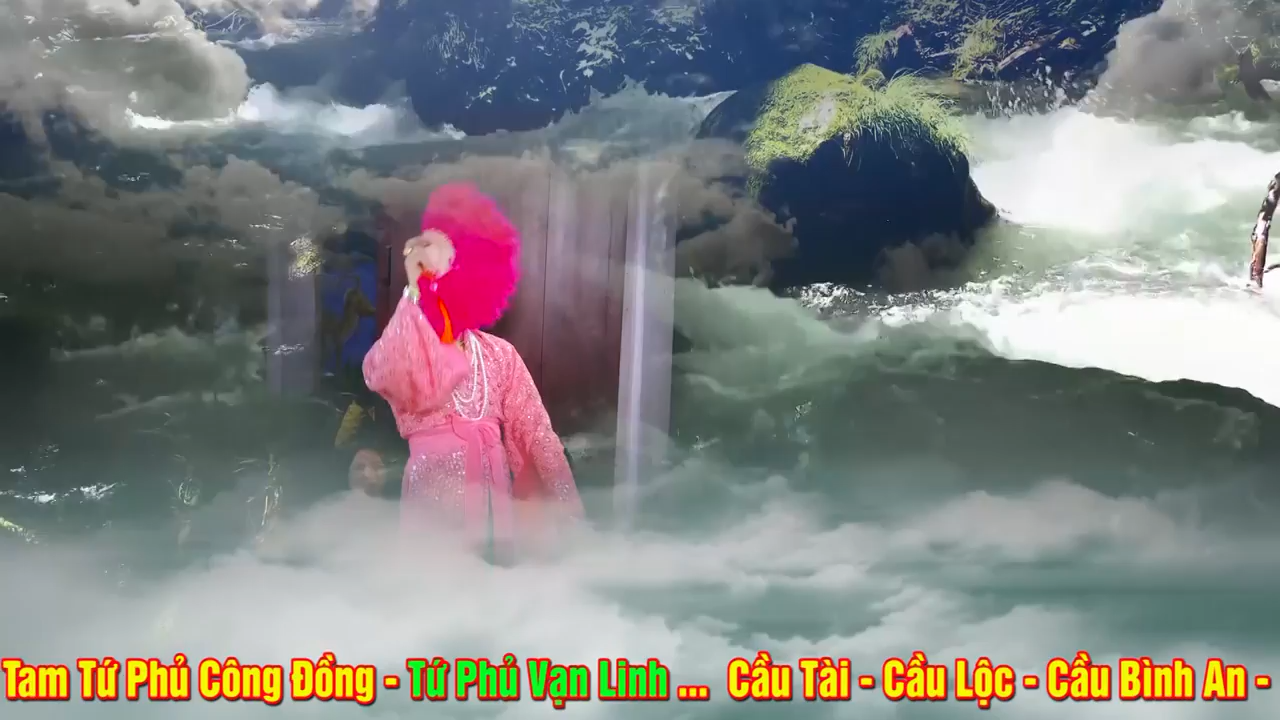 Tam Tứ Phủ Công Đồng - Tứ Phủ Vạn Linh ... Cầu Tài - Cầu Lộc - Cầu Bình An -